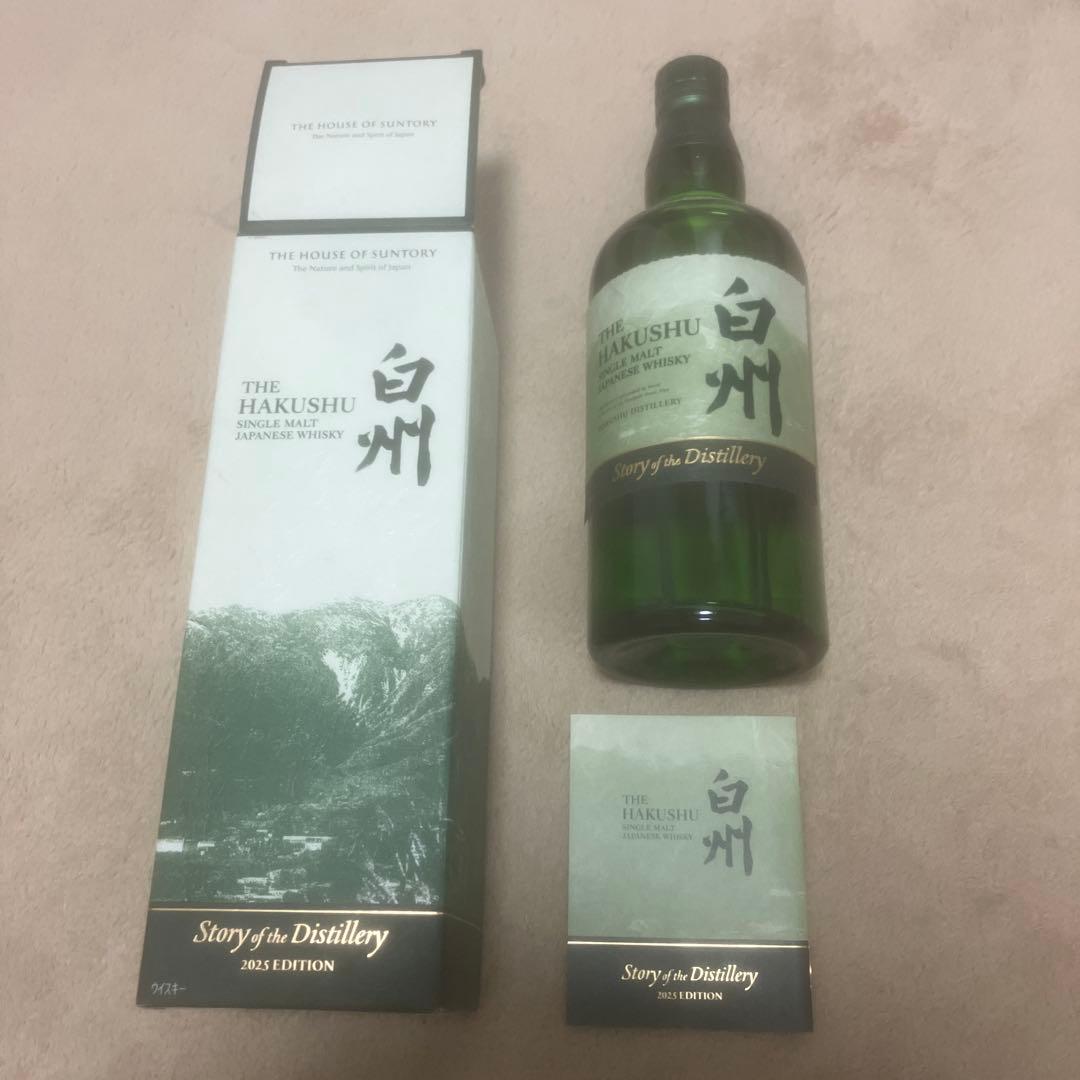 THE HOUSE OF SUNTORY
The Nature and Spirit of Japan
THE HOUSE OF SUNTORY
The Nature and Spirit of Japan
THE
HAKUSHU
SINGLE MALT
JAPANESE WHISKY
白州
Story of the Distillery
2025 EDITION
ウイスキー
THE
HAKUSHU
SINGLE MALT
JAPANESE WHISKY
HAKUSHU DISTILLERY
白州
Story of the Distillery
THE
HAKUSHU
SINGLE MALT
JAPANESE WHISKY
白州
Story of the Distillery
2025 EDITION